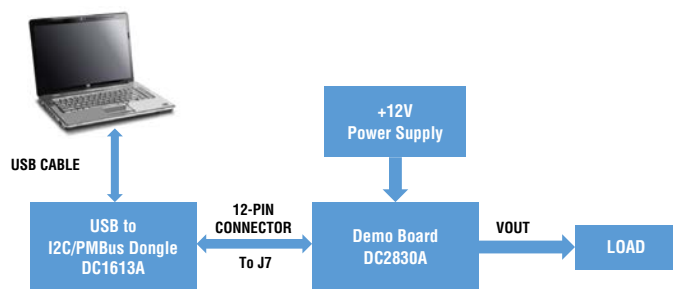 +12V
Power Supply
USB CABLE
USB to
I2C/PMBus Dongle
DC1613A
12-PIN
CONNECTOR
To J7
Demo Board
DC2830A
VOUT
LOAD